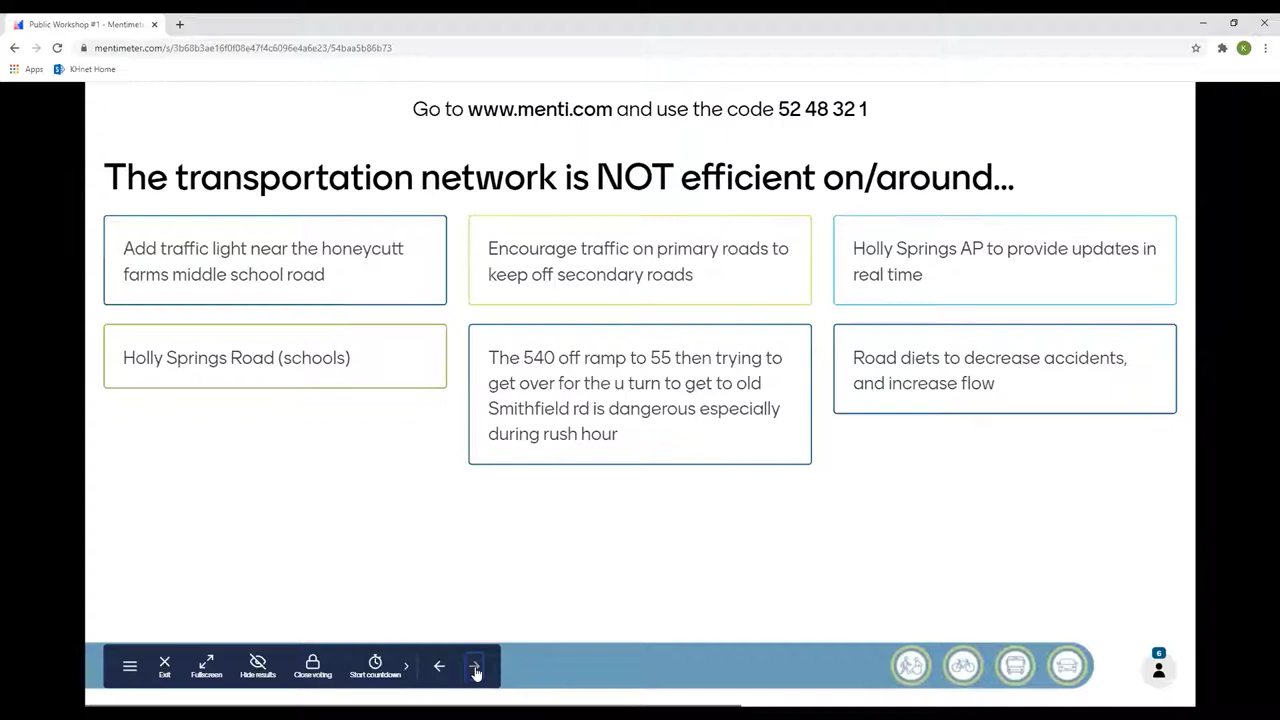 Public Workshop #1 - Mentimete
mentimeter.com/s/3b68b3ae16f0f08e47f4c6096e4a6e23/54baa5b86b73
K
Apps
KHnet Home
Go to www.menti.com and use the code 52 48 32 1
The transportation network is NOT efficient on/around...
Add traffic light near the honeycutt
farms middle school road
Encourage traffic on primary roads to
keep off secondary roads
Holly Springs AP to provide updates in
real time
Holly Springs Road (schools)
The 540 off ramp to 55 then trying to
get over for the u turn to get to old
Smithfield rd is dangerous especially
during rush hour
Road diets to decrease accidents,
and increase flow
Exit
Fullscreen
Hide results
Close voting
Start countdown
6